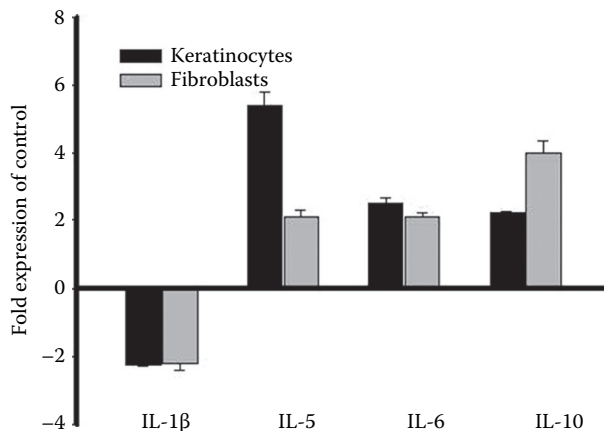 Fold expression of control
8
6
4
2
0
–2
–4
Keratinocytes
Fibroblasts
IL-1β IL-5 IL-6 IL-10